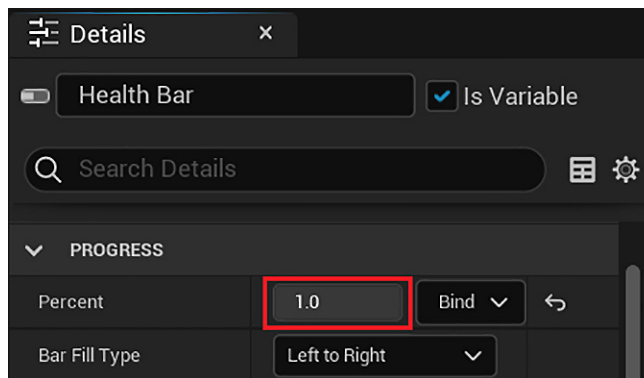 Details
Health Bar Is Variable
Search Details
PROGRESS
Percent 1.0 Bind
Bar Fill Type Left to Right